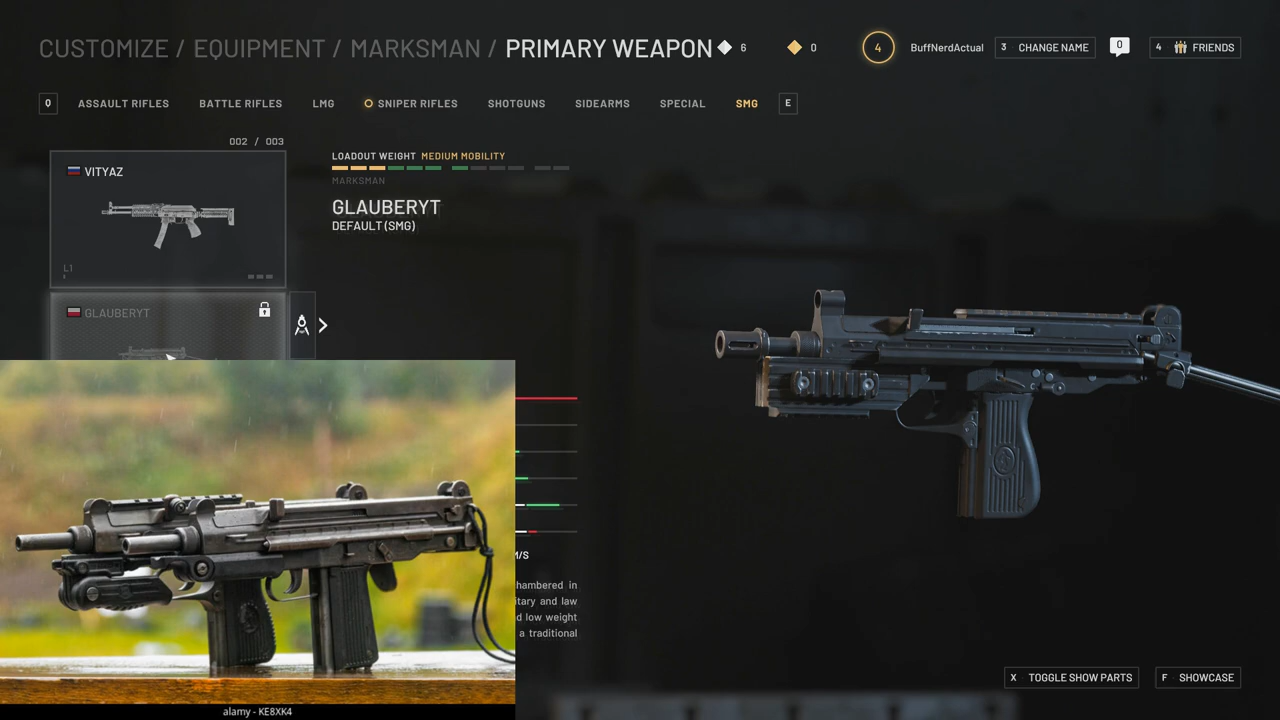 CUSTOMIZE / EQUIPMENT / MARKSMAN / PRIMARY WEAPON
6
0
4
BuffNerdActual
3 CHANGE NAME
0
4 FRIENDS
Q ASSAULT RIFLES BATTLE RIFLES LMG SNIPER RIFLES SHOTGUNS SIDEARMS SPECIAL SMG E
002 / 003
VITYAZ
L1
GLAUBERYT
LOADOUT WEIGHT MEDIUM MOBILITY
MARKSMAN
GLAUBERYT
DEFAULT (SMG)
hambered in
itary and law
d low weight
a traditional
X TOGGLE SHOW PARTS
F SHOWCASE
alamy - KE8XK4